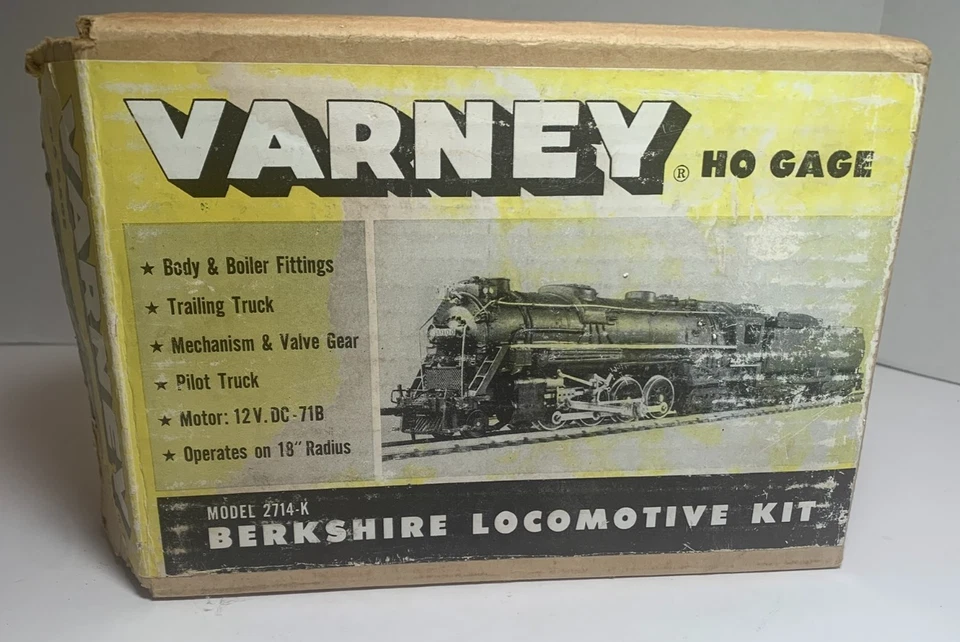 VARNEY® HO GAGE
★ Body & Boiler Fittings
★ Trailing Truck
★ Mechanism & Valve Gear
★ Pilot Truck
★ Motor: 12 V. DC-71B
★ Operates on 18" Radius
MODEL 2714-K
BERKSHIRE LOCOMOTIVE KIT
VARNEY